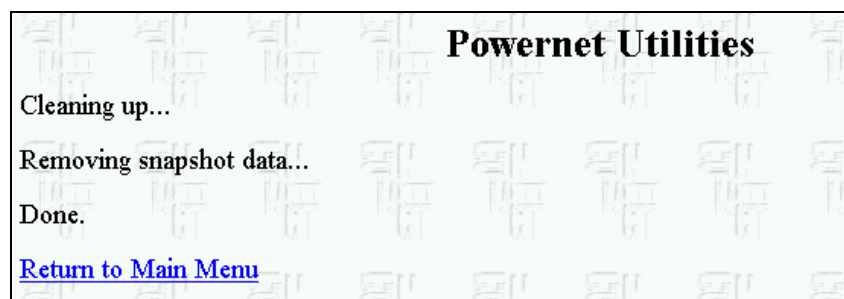 Powernet Utilities
Cleaning up...
Removing snapshot data...
Done.
Return to Main Menu